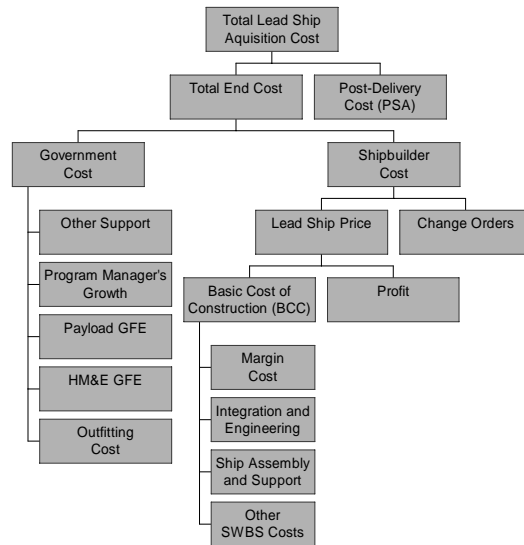 Total Lead Ship
Aquisition Cost
Total End Cost
Post-Delivery
Cost (PSA)
Government
Cost
Shipbuilder
Cost
Other Support
Program Manager's
Growth
Payload GFE
HM&E GFE
Outfitting
Cost
Lead Ship Price
Change Orders
Basic Cost of
Construction (BCC)
Profit
Margin
Cost
Integration and
Engineering
Ship Assembly
and Support
Other
SWBS Costs